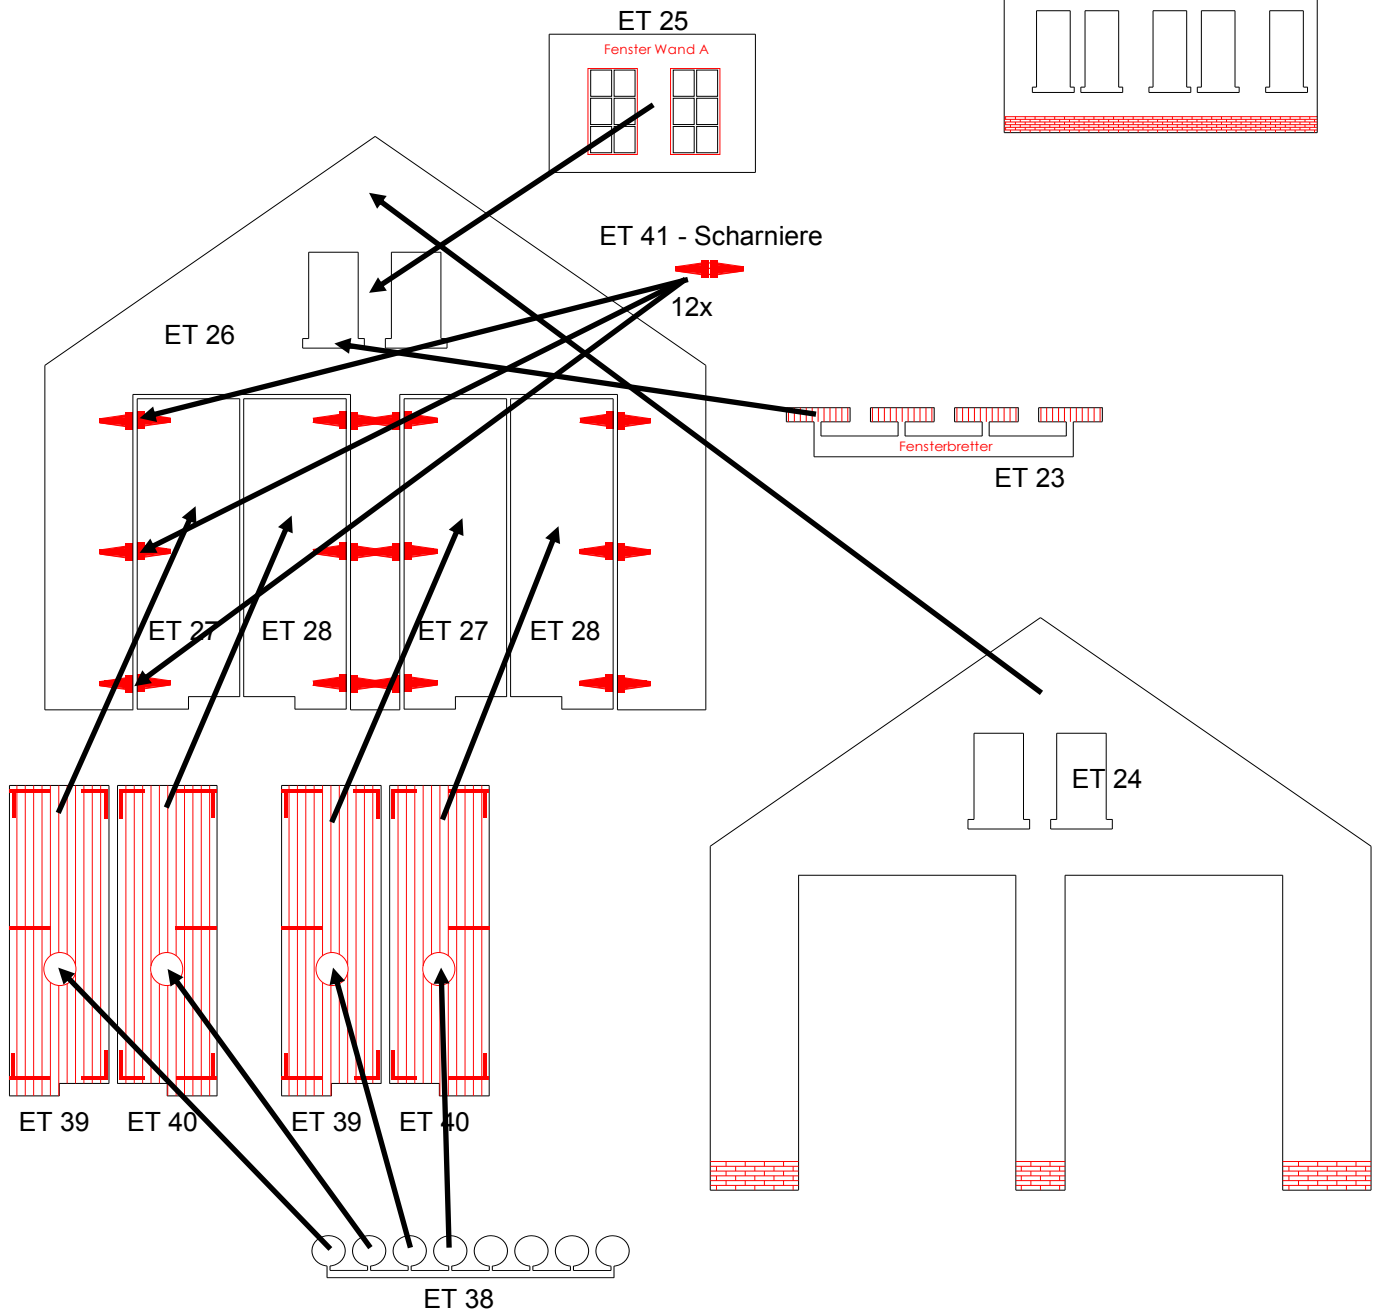 ET 25
Fenster Wand A
ET 41 - Scharniere
12x
ET 26
Fensterbretter
ET 23
ET 27
ET 28
ET 27
ET 28
ET 24
ET 39
ET 40
ET 39
ET 40
ET 38